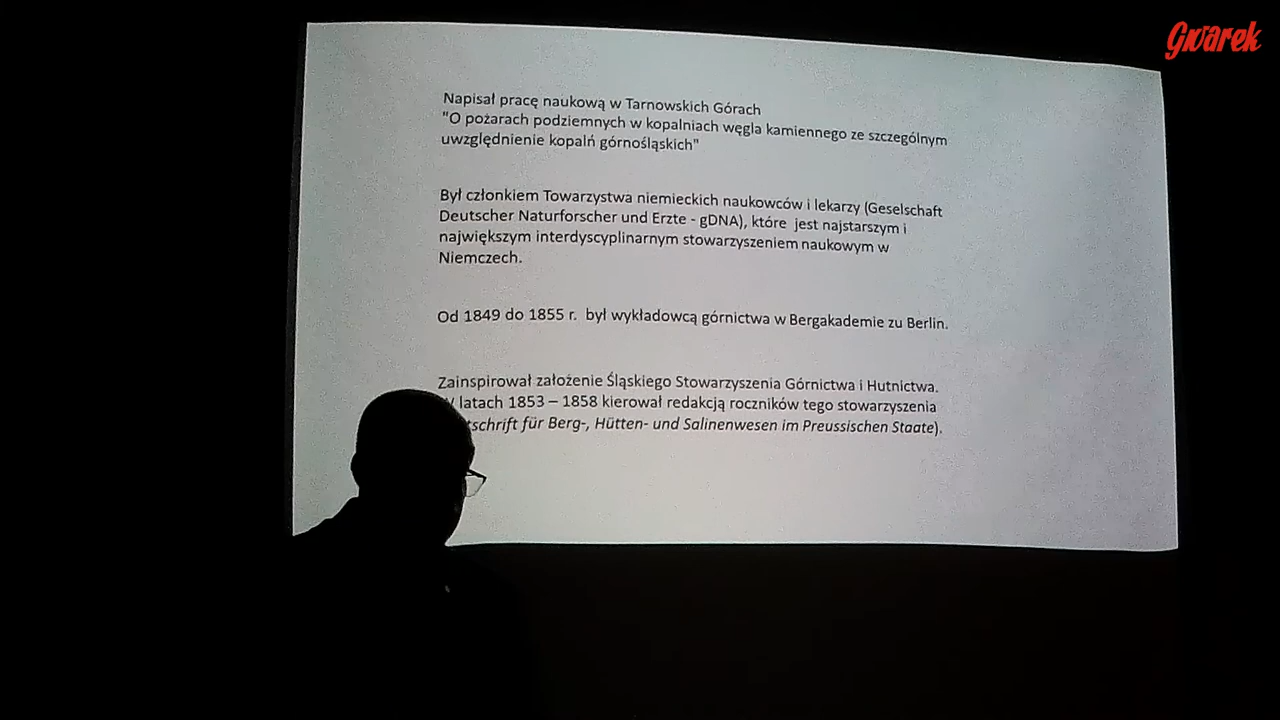 Gwarek
Napisał pracę naukową w Tarnowskich Górach
"O pożarach podziemnych w kopalniach węgla kamiennego ze szczególnym
uwzględnienie kopalń górnośląskich"
Był członkiem Towarzystwa niemieckich naukowców i lekarzy (Geselschaft
Deutscher Naturforscher und Erzte - gDNA), które jest najstarszym i
największym interdyscyplinarnym stowarzyszeniem naukowym w
Niemczech.
Od 1849 do 1855 r. był wykładowcą górnictwa w Bergakademie zu Berlin.
Zainspirował założenie Śląskiego Stowarzyszenia Górnictwa i Hutnictwa.
latach 1853 – 1858 kierował redakcją roczników tego stowarzyszenia
tschrift für Berg-, Hütten- und Salinenwesen im Preussischen Staate).